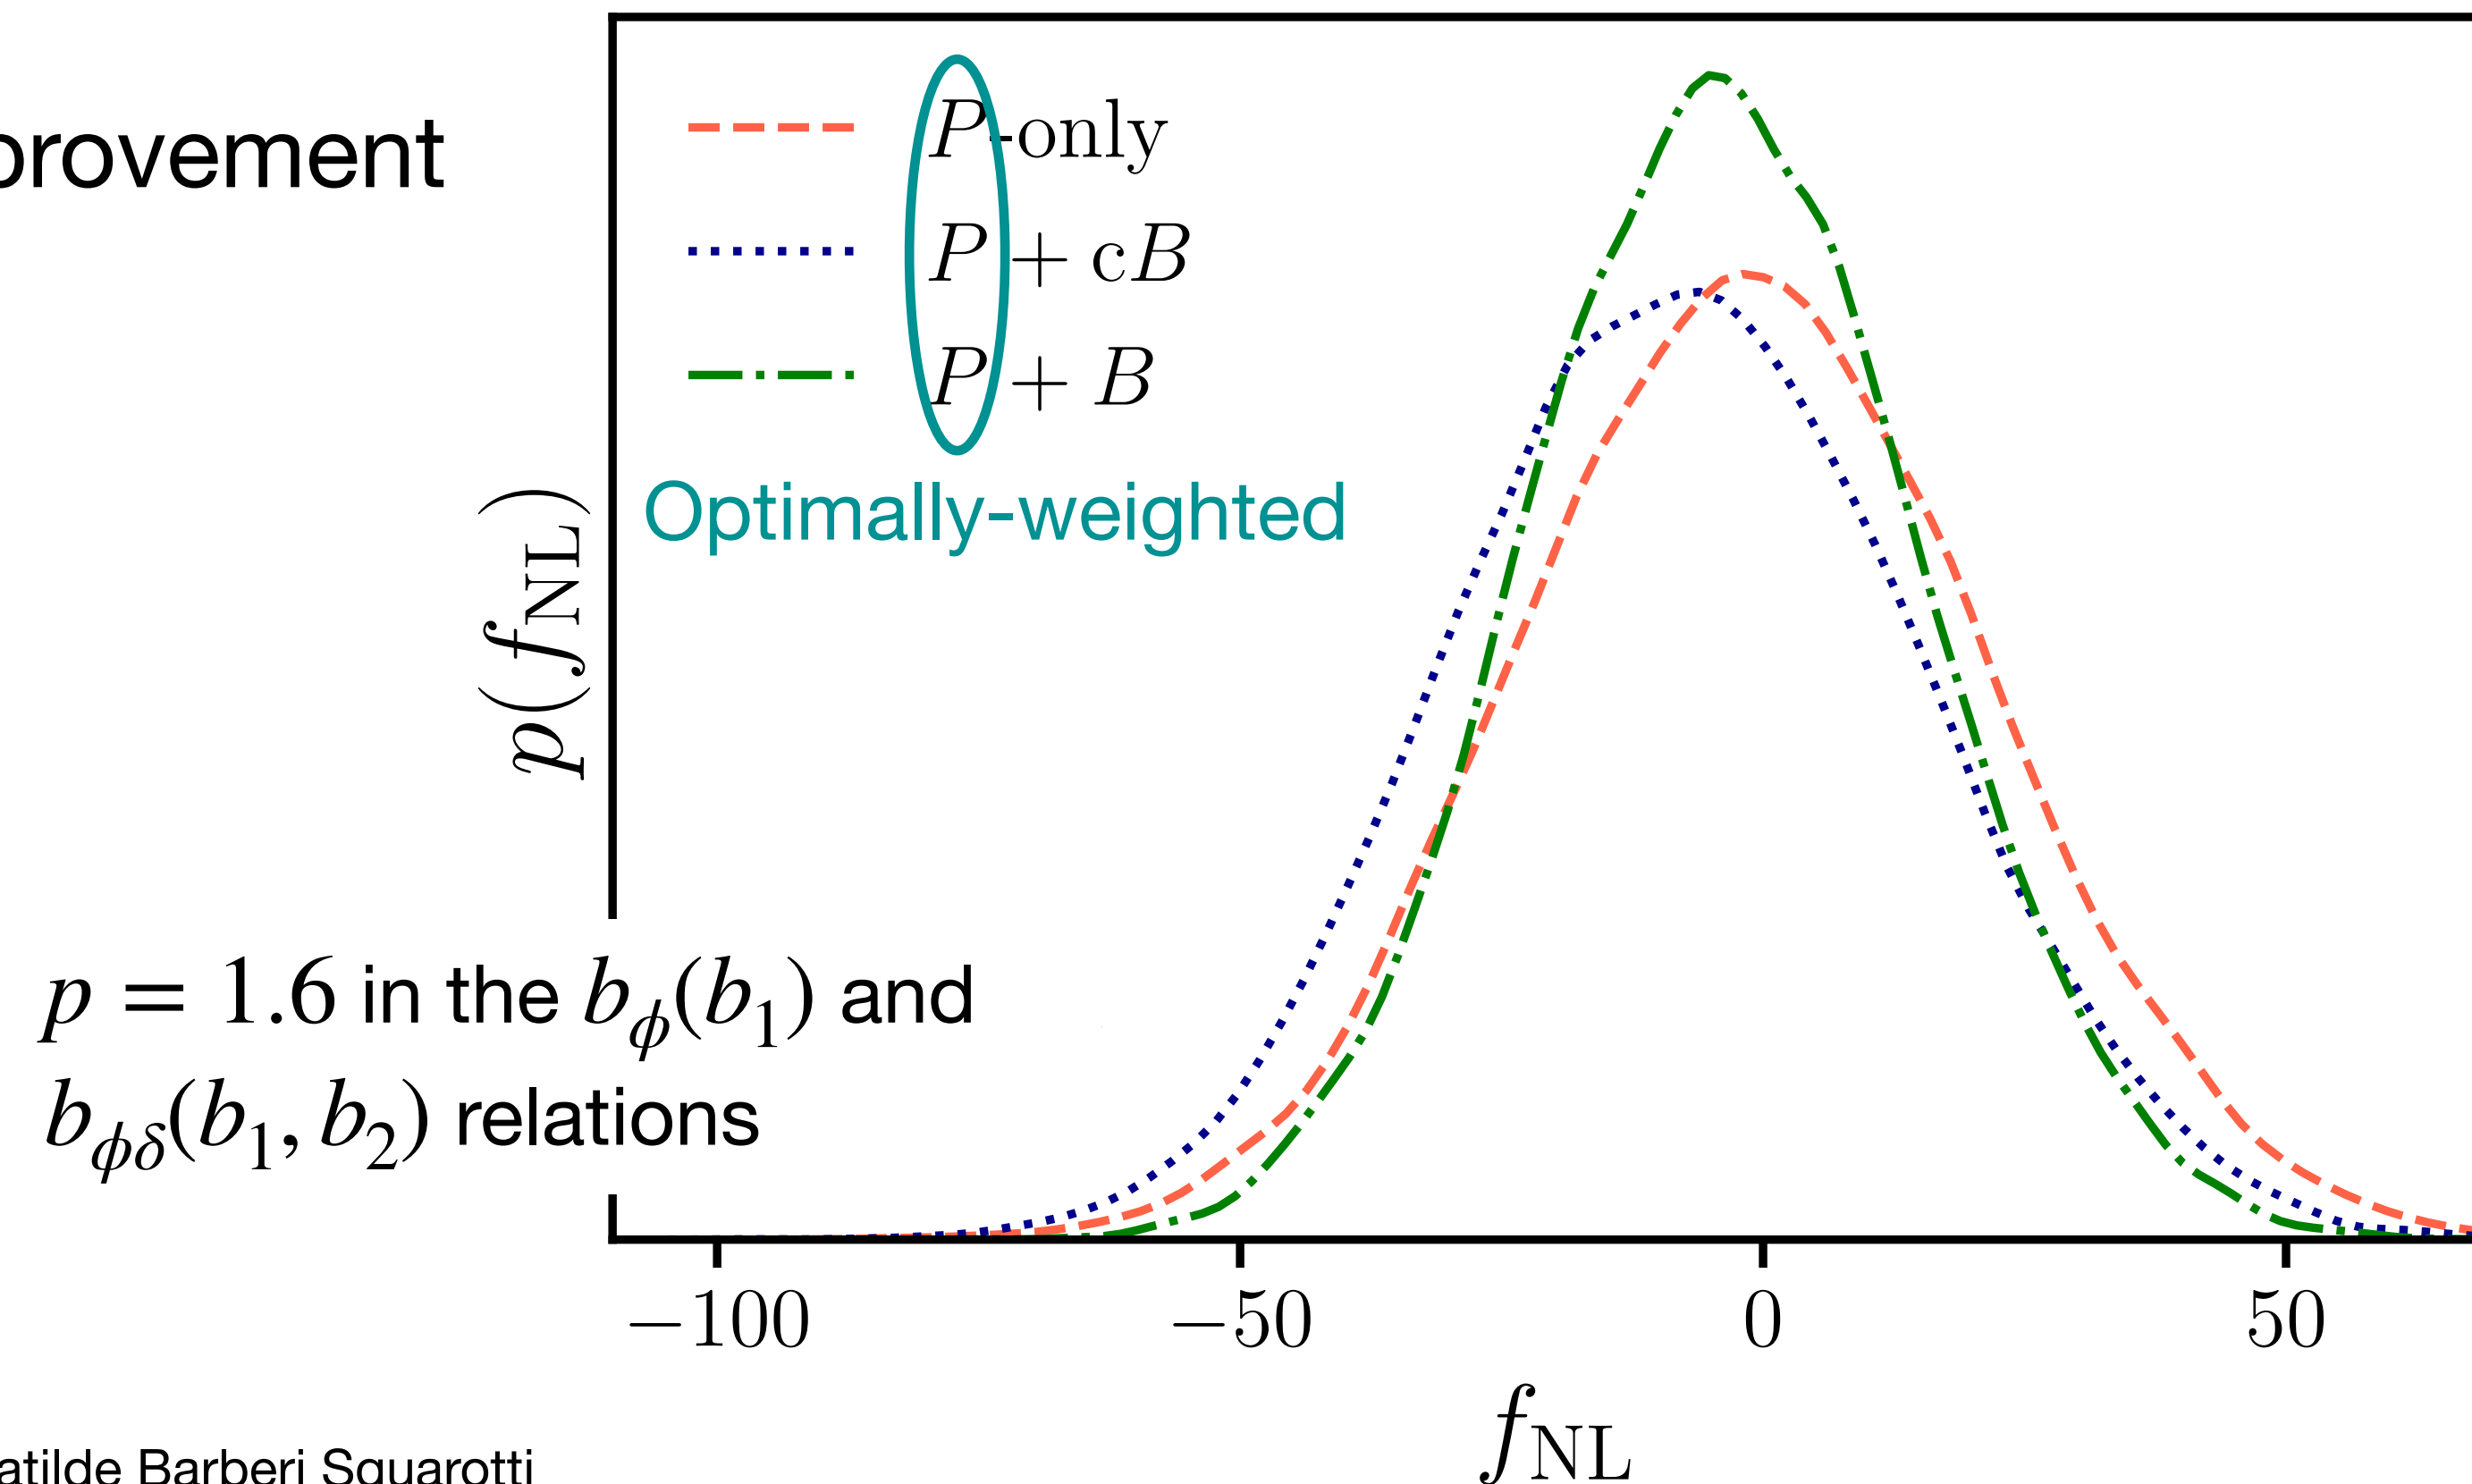 provement
P-only
P + cB
P + B
Optimally-weighted
p(f_NL)
p = 1.6 in the b_ϕ(b_1) and
b_ϕδ(b_1, b_2) relations
−100
−50
0
50
f_NL
atilde Barberi Squarotti